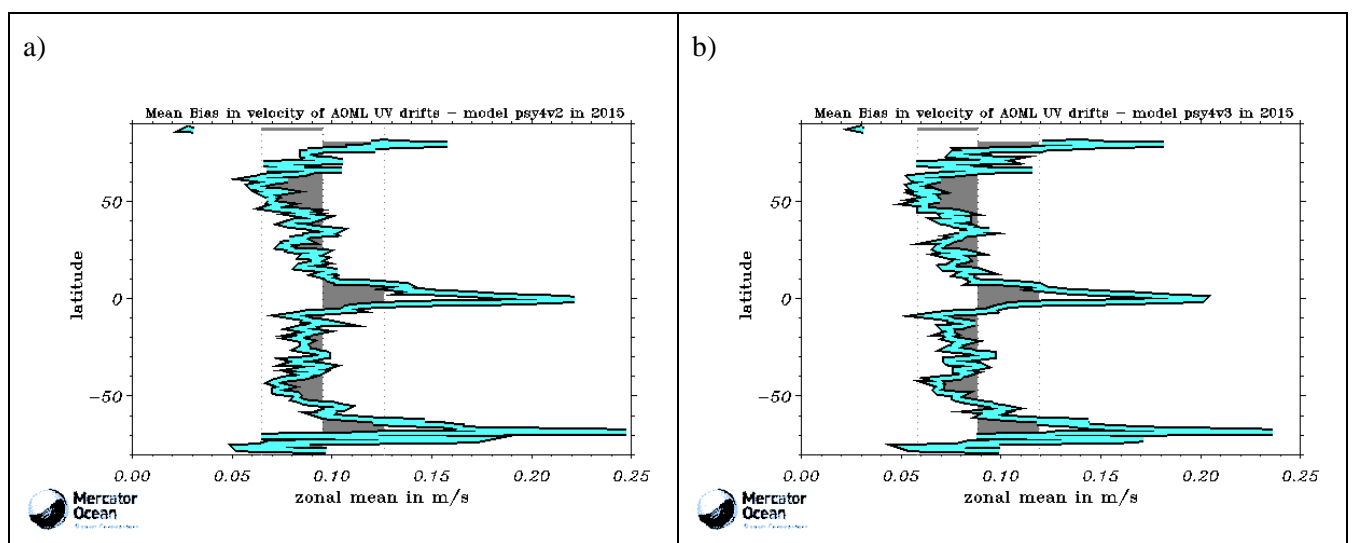 a)
Mean Bias in velocity of AOML UV drifts - model psy4v2 in 2015
50
0
-50
latitude
0.00 0.05 0.10 0.15 0.20 0.25
zonal mean in m/s
Mercator
Ocean
b)
Mean Bias in velocity of AOML UV drifts - model psy4v3 in 2015
50
0
-50
latitude
0.00 0.05 0.10 0.15 0.20 0.25
zonal mean in m/s
Mercator
Ocean